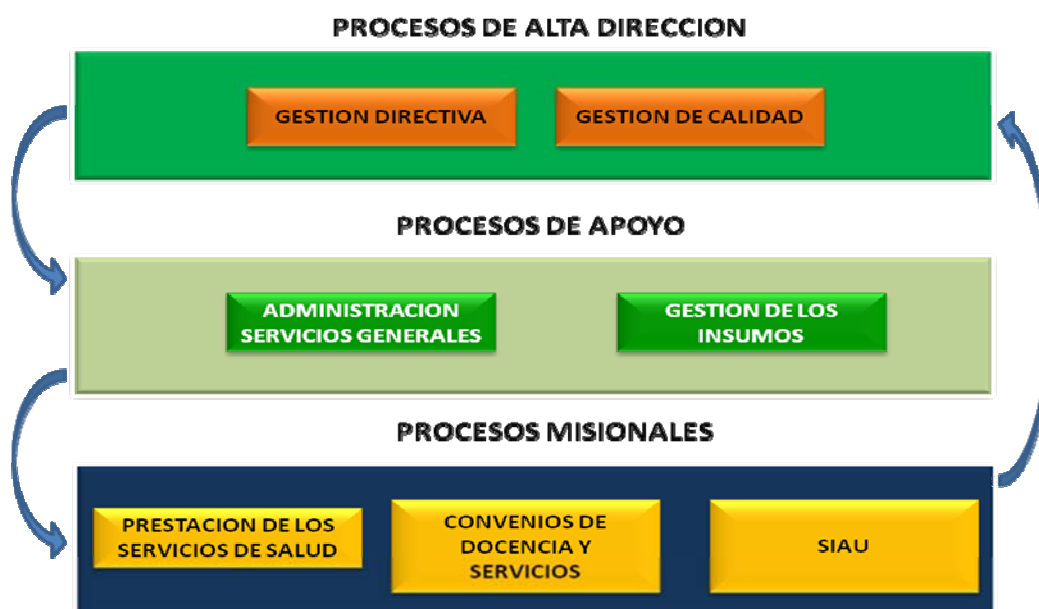 PROCESOS DE ALTA DIRECCION
GESTION DIRECTIVA
GESTION DE CALIDAD
PROCESOS DE APOYO
ADMINISTRACION
SERVICIOS GENERALES
GESTION DE LOS
INSUMOS
PROCESOS MISIONALES
PRESTACION DE LOS
SERVICIOS DE SALUD
CONVENIOS DE
DOCENCIA Y
SERVICIOS
SIAU